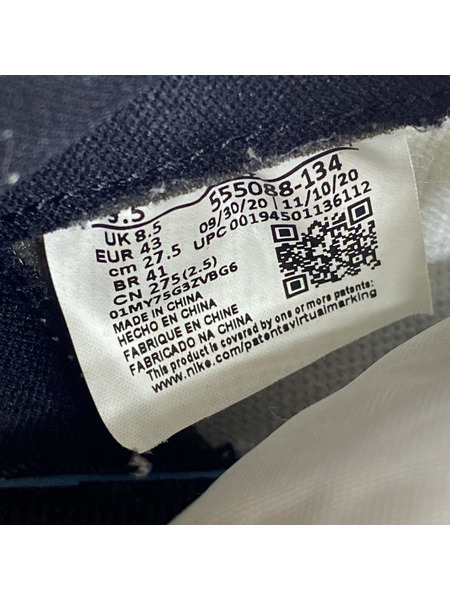 555088-134
UK 8.5 09/30/20 | 11/10/20
EUR 43 UPC 00194501136112
cm 27.5
BR 41
CN 275(2.5)
01MY75G3ZVBG6
MADE IN CHINA
HECHO EN CHINA
FABRIQUE EN CHINE
FABRICADO NA CHINA
This product is covered by one or more patents:
www.nike.com/patentsvirtualmarking